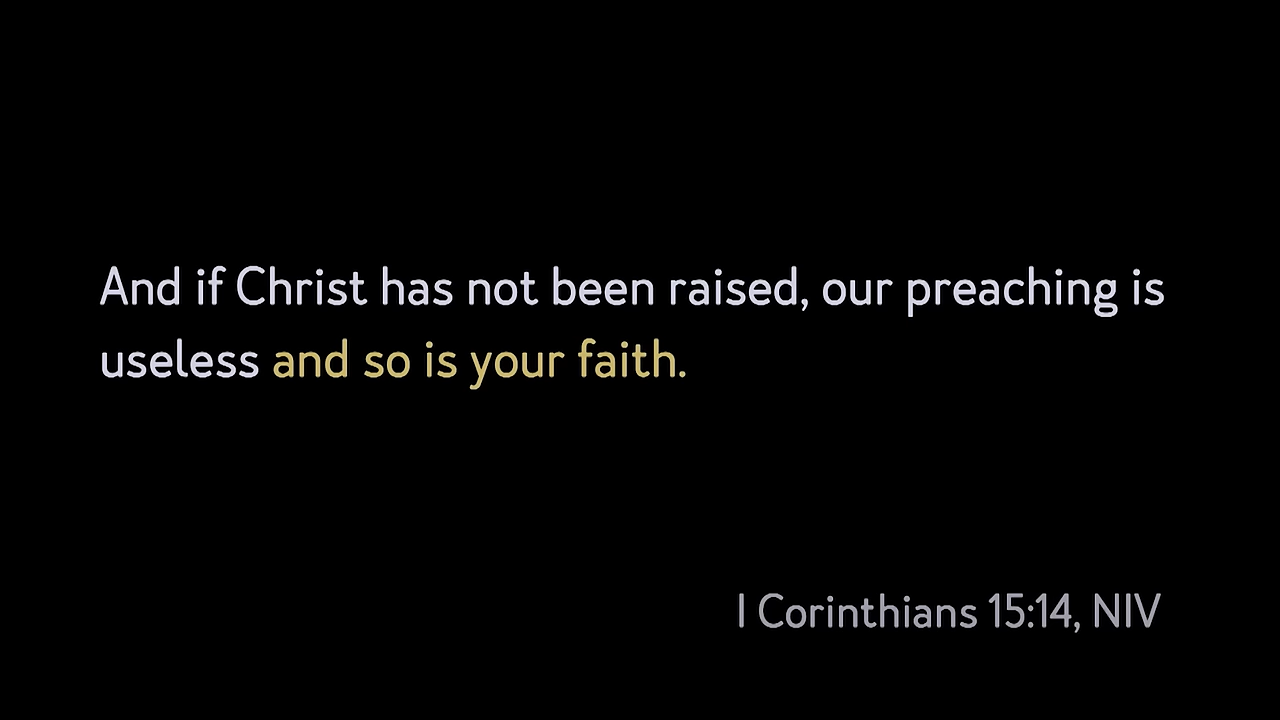 And if Christ has not been raised, our preaching is
useless and so is your faith.
I Corinthians 15:14, NIV